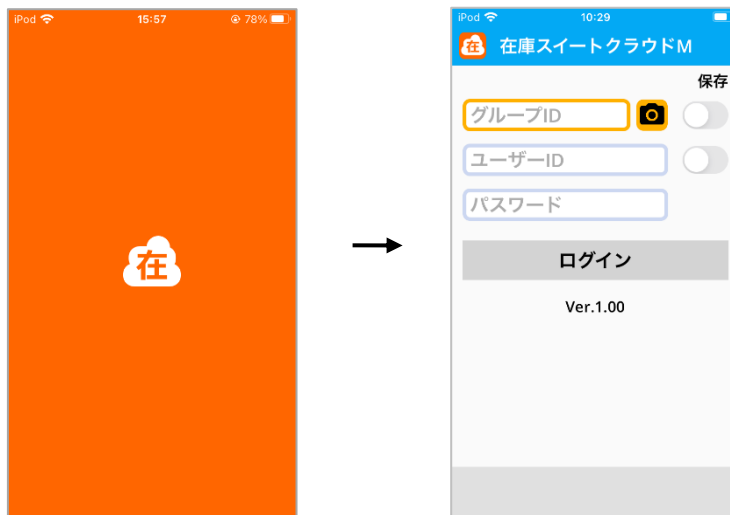 iPod 15:57 78%
在
iPod 10:29
在 在庫スイートクラウドM
保存
グループID
ユーザーID
パスワード
ログイン
Ver.1.00